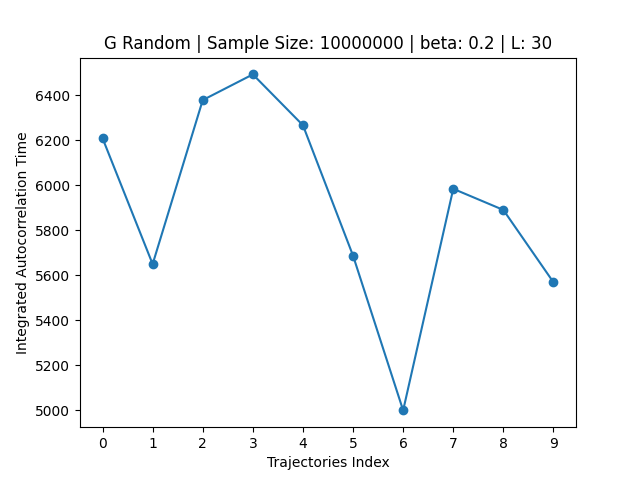 G Random | Sample Size: 10000000 | beta: 0.2 | L: 30
Integrated Autocorrelation Time
6400
6200
6000
5800
5600
5400
5200
5000
0 1 2 3 4 5 6 7 8 9
Trajectories Index